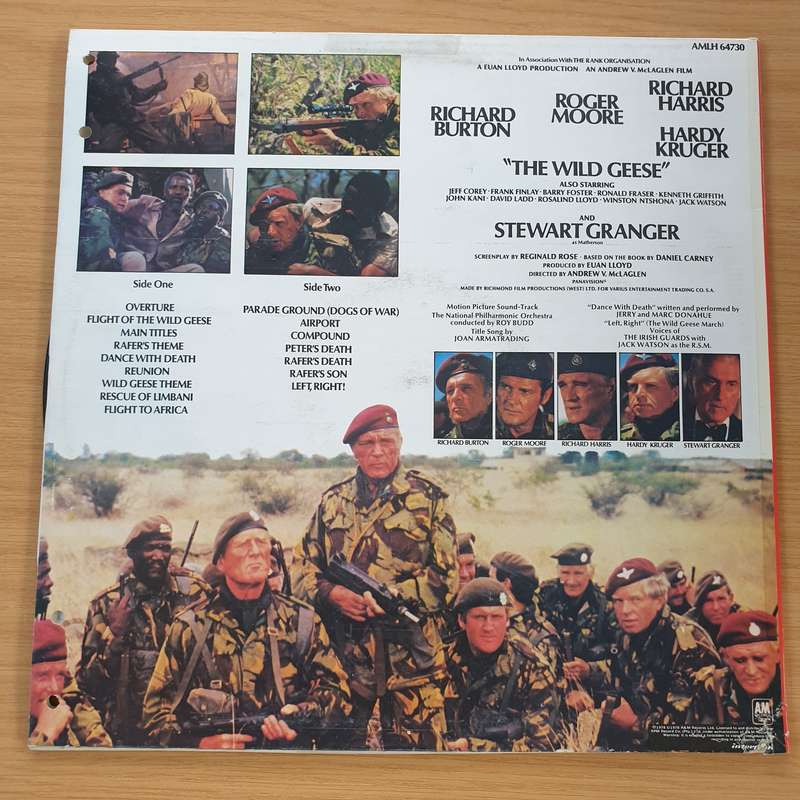 AMLH 64730
In Association With THE RANK ORGANISATION
A EUAN LLOYD PRODUCTION AN ANDREW V. McLAGLEN FILM
RICHARD
BURTON
ROGER
MOORE
RICHARD
HARRIS
HARDY
KRUGER
"THE WILD GEESE"
ALSO STARRING
JEFF COREY · FRANK FINLAY · BARRY FOSTER · RONALD FRASER · KENNETH GRIFFITH
JOHN KANI · DAVID LADD · ROSALIND LLOYD · WINSTON NTSHONA · JACK WATSON
AND
STEWART GRANGER
as Matherson
SCREENPLAY BY REGINALD ROSE · BASED ON THE BOOK BY DANIEL CARNEY
PRODUCED BY EUAN LLOYD
DIRECTED BY ANDREW V. McLAGLEN
PANAVISION®
MADE BY RICHMOND FILM PRODUCTIONS (WEST) LTD. FOR VARIUS ENTERTAINMENT TRADING CO. S.A.
Side One
OVERTURE
FLIGHT OF THE WILD GEESE
MAIN TITLES
RAFER'S THEME
DANCE WITH DEATH
REUNION
WILD GEESE THEME
RESCUE OF LIMBANI
FLIGHT TO AFRICA
Side Two
PARADE GROUND (DOGS OF WAR)
AIRPORT
COMPOUND
PETER'S DEATH
RAFER'S DEATH
RAFER'S SON
LEFT, RIGHT!
Motion Picture Sound-Track
The National Philharmonic Orchestra
conducted by ROY BUDD
Title Song by
JOAN ARMATRADING
"Dance With Death" written and performed by
JERRY and MARC DONAHUE
"Left, Right" (The Wild Geese March)
Voices of
THE IRISH GUARDS with
JACK WATSON as the R.S.M.
RICHARD BURTON
ROGER MOORE
RICHARD HARRIS
HARDY KRUGER
STEWART GRANGER
A&M